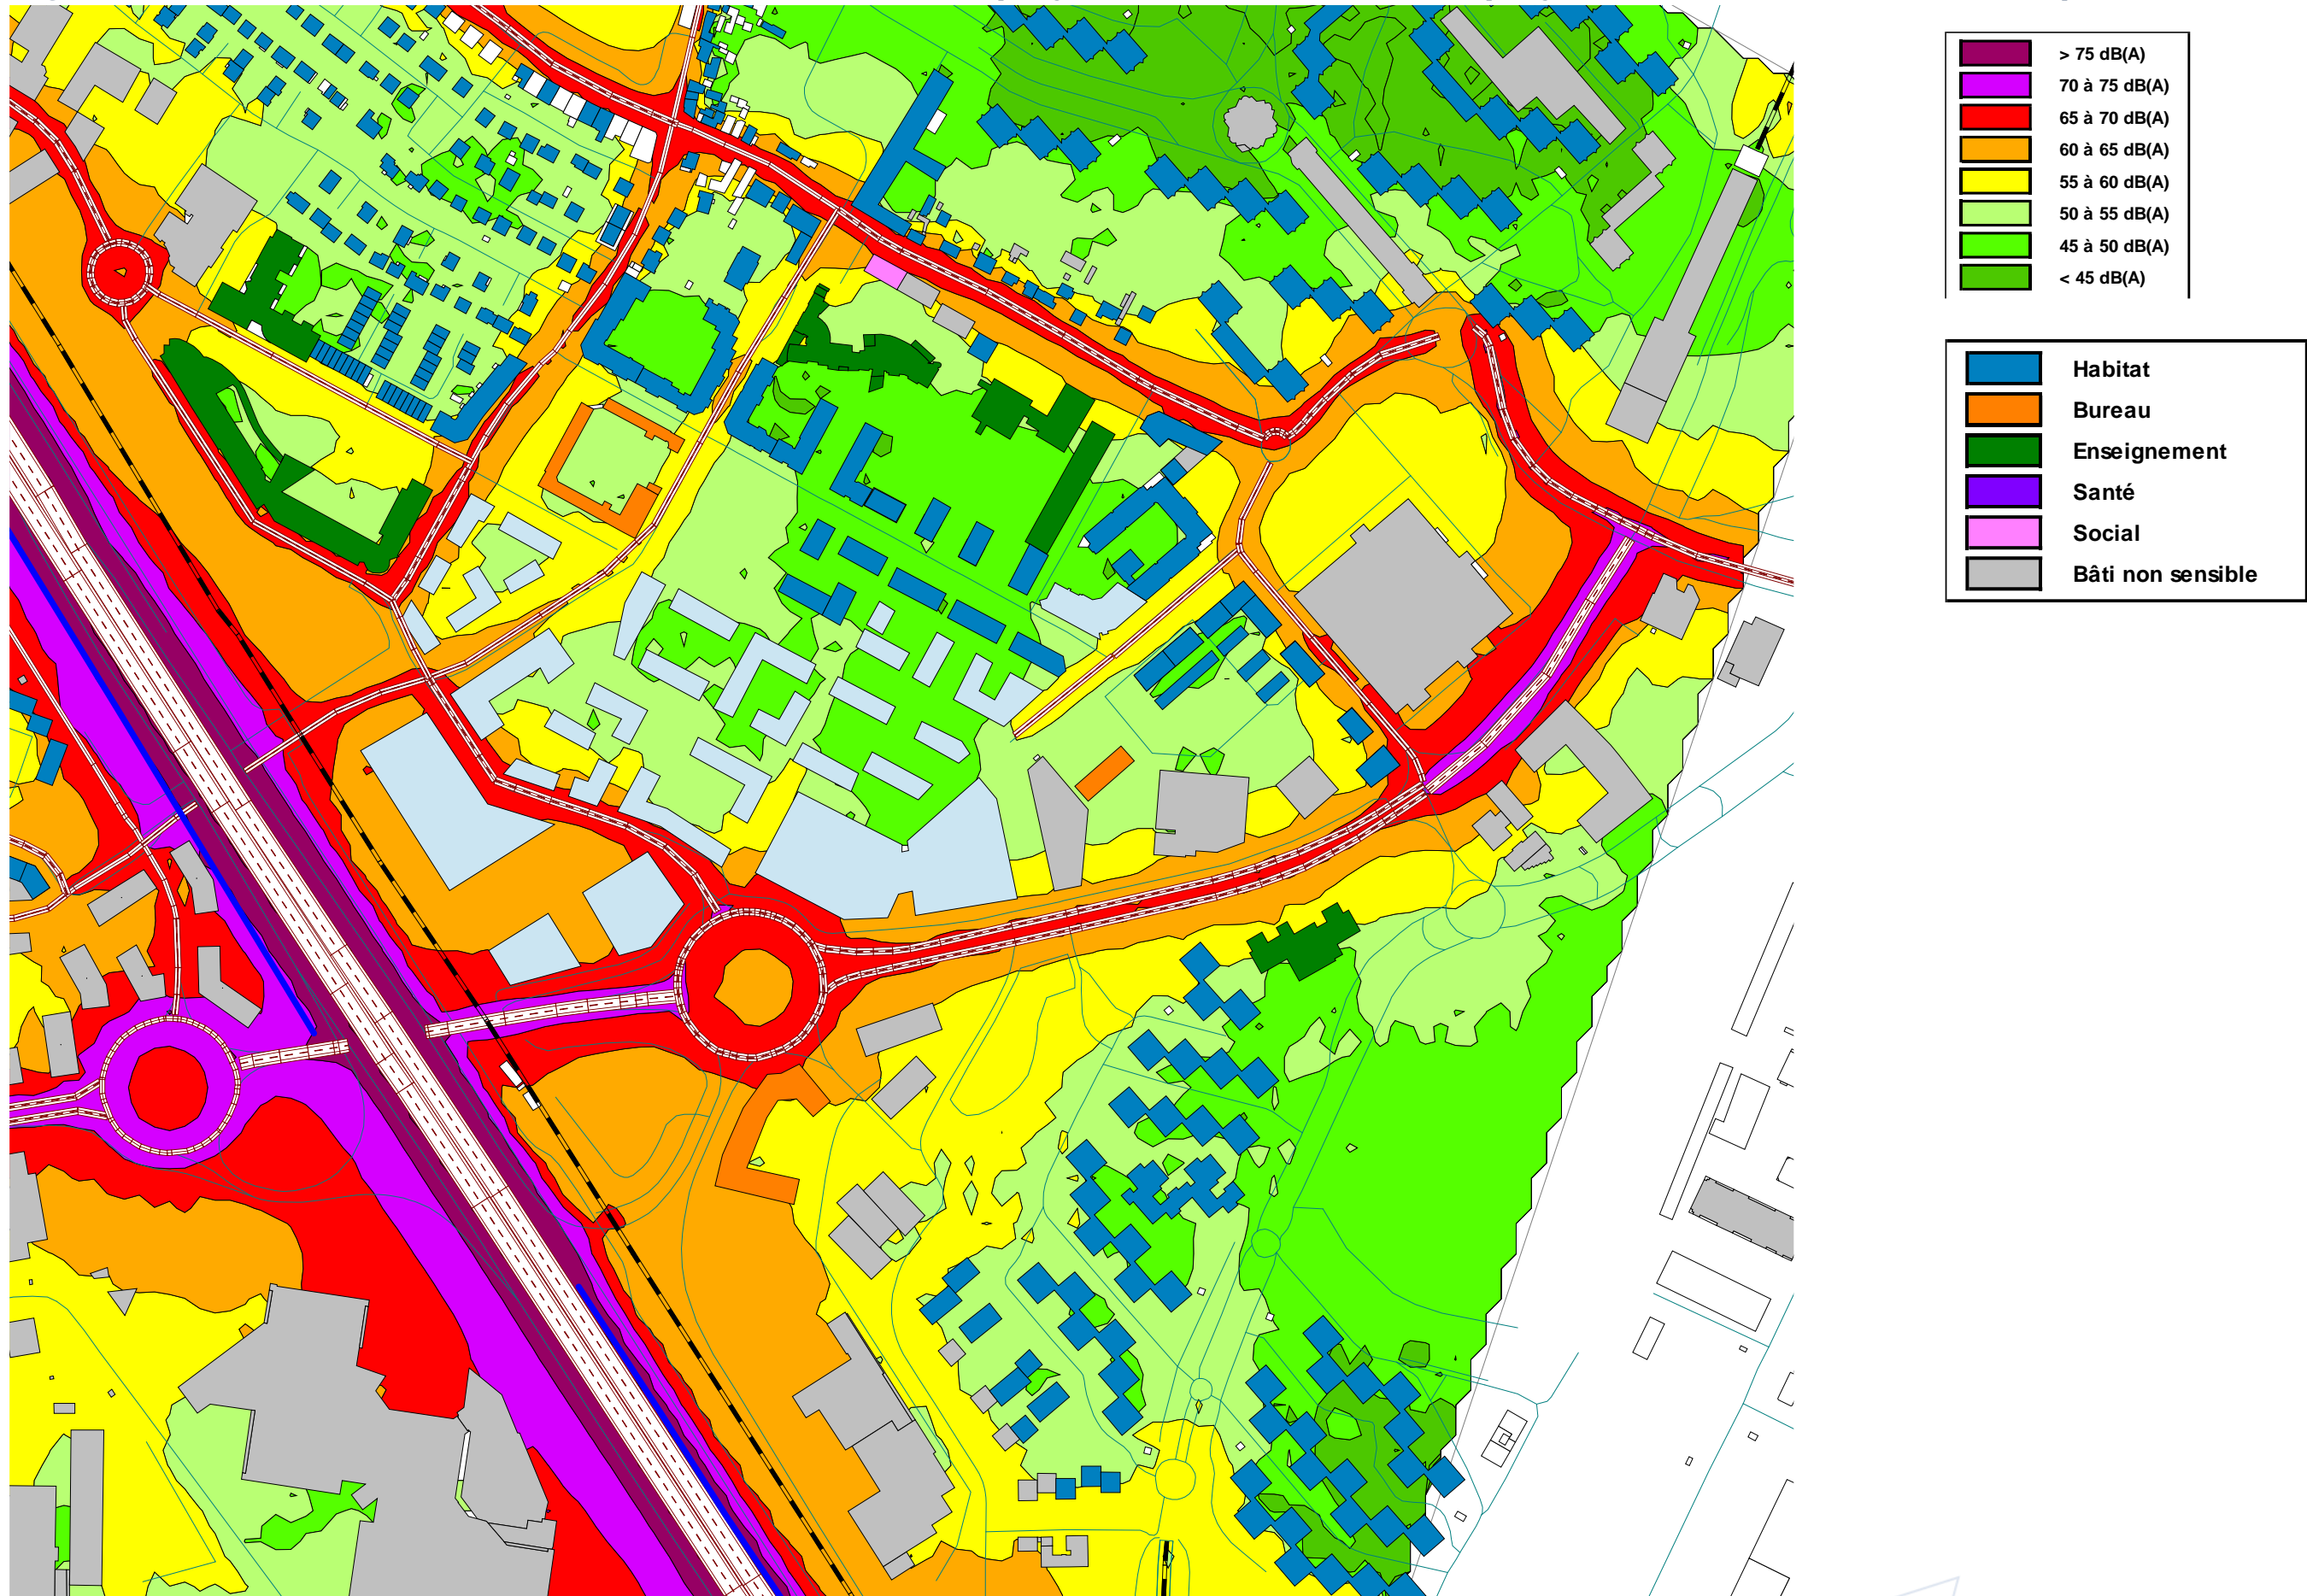 > 75 dB(A)
70 à 75 dB(A)
65 à 70 dB(A)
60 à 65 dB(A)
55 à 60 dB(A)
50 à 55 dB(A)
45 à 50 dB(A)
< 45 dB(A)
Habitat
Bureau
Enseignement
Santé
Social
Bâti non sensible